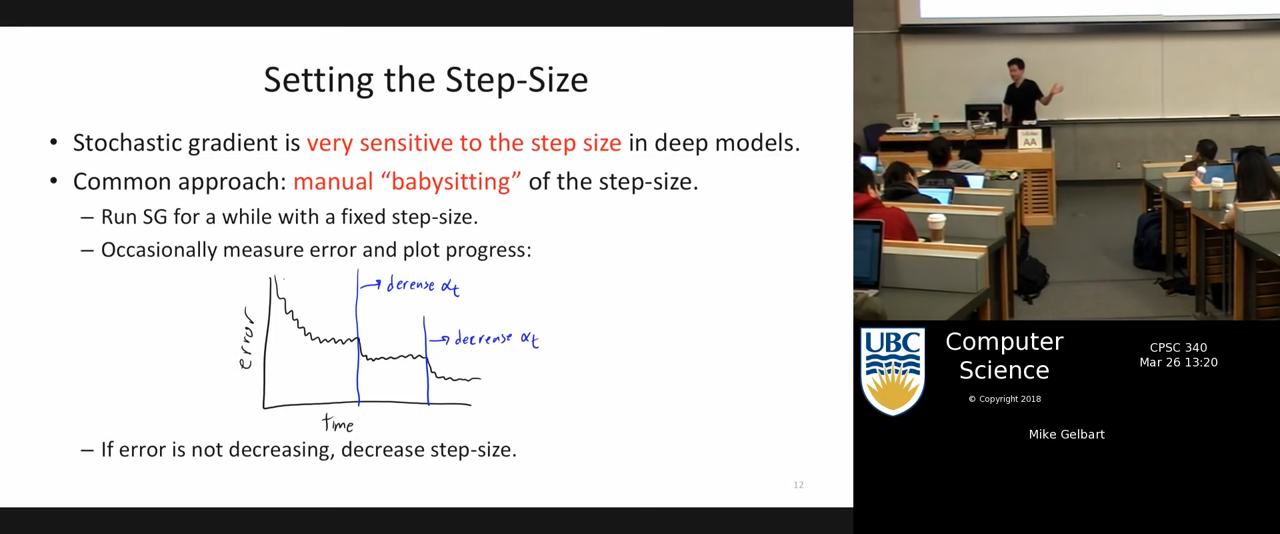 Setting the Step-Size
• Stochastic gradient is very sensitive to the step size in deep models.
• Common approach: manual “babysitting” of the step-size.
– Run SG for a while with a fixed step-size.
– Occasionally measure error and plot progress:
→ derense αt
→ decrense αt
error
time
– If error is not decreasing, decrease step-size.
12
AA
UBC
Computer
Science
© Copyright 2018
CPSC 340
Mar 26 13:20
Mike Gelbart